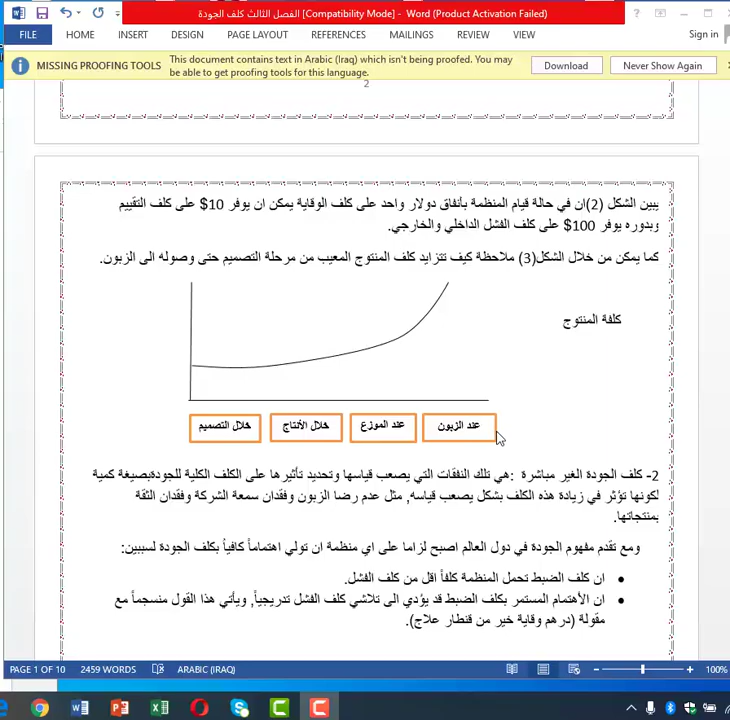 الفصل الثالث كلف الجودة [Compatibility Mode] - Word (Product Activation Failed)
FILE HOME INSERT DESIGN PAGE LAYOUT REFERENCES MAILINGS REVIEW VIEW Sign in
MISSING PROOFING TOOLS This document contains text in Arabic (Iraq) which isn't being proofed. You may
be able to get proofing tools for this language.
Download Never Show Again
2
يبين الشكل (2)ان في حالة قيام المنظمة بأنفاق دولار واحد على كلف الوقاية يمكن ان يوفر 10$ على كلف التقييم
وبدوره يوفر 100$ على كلف الفشل الداخلي والخارجي.
كما يمكن من خلال الشكل(3) ملاحظة كيف تتزايد كلف المنتوج المعيب من مرحلة التصميم حتى وصوله الى الزبون.
كلفة المنتوج
خلال التصميم خلال الأنتاج عند الموزع عند الزبون
2- كلف الجودة الغير مباشرة :هي تلك النفقات التي يصعب قياسها وتحديد تأثيرها على الكلف الكلية للجودةبصيغة كمية
لكونها تؤثر في زيادة هذه الكلف بشكل يصعب قياسه, مثل عدم رضا الزبون وفقدان سمعة الشركة وفقدان الثقة
بمنتجاتها.
ومع تقدم مفهوم الجودة في دول العالم اصبح لزاما على اي منظمة ان تولي اهتماماً كافياً بكلف الجودة لسببين:
• ان كلف الضبط تحمل المنظمة كلفاً اقل من كلف الفشل.
• ان الأهتمام المستمر بكلف الضبط قد يؤدي الى تلاشي كلف الفشل تدريجياً, ويأتي هذا القول منسجماً مع
مقولة (درهم وقاية خير من قنطار علاج).
PAGE 1 OF 10 2459 WORDS ARABIC (IRAQ) 100%